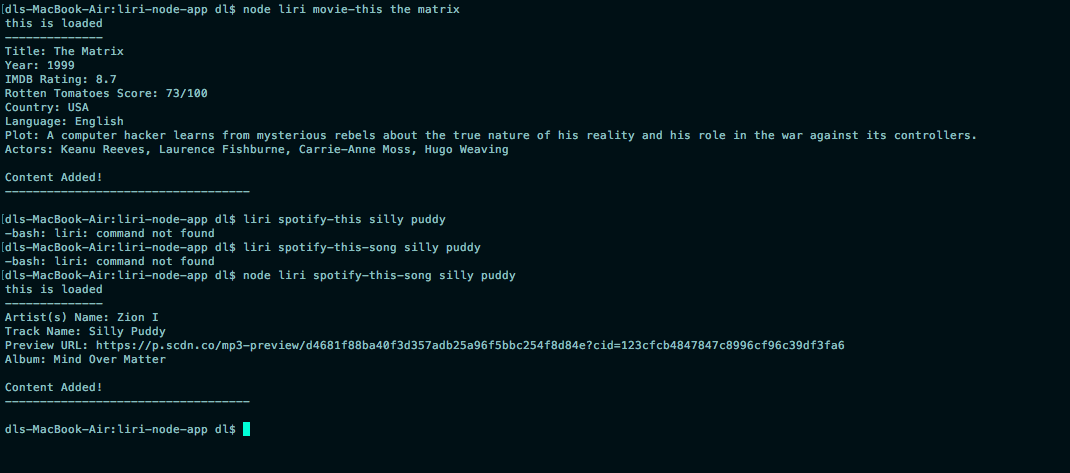 [dls-MacBook-Air:liri-node-app dl$ node liri movie-this the matrix
this is loaded
--------------
Title: The Matrix
Year: 1999
IMDB Rating: 8.7
Rotten Tomatoes Score: 73/100
Country: USA
Language: English
Plot: A computer hacker learns from mysterious rebels about the true nature of his reality and his role in the war against its controllers.
Actors: Keanu Reeves, Laurence Fishburne, Carrie-Anne Moss, Hugo Weaving
Content Added!
-----------------------------------
[dls-MacBook-Air:liri-node-app dl$ liri spotify-this silly puddy
-bash: liri: command not found
[dls-MacBook-Air:liri-node-app dl$ liri spotify-this-song silly puddy
-bash: liri: command not found
[dls-MacBook-Air:liri-node-app dl$ node liri spotify-this-song silly puddy
this is loaded
--------------
Artist(s) Name: Zion I
Track Name: Silly Puddy
Preview URL: https://p.scdn.co/mp3-preview/d4681f88ba40f3d357adb25a96f5bbc254f8d84e?cid=123cfcb4847847c8996cf96c39df3fa6
Album: Mind Over Matter
Content Added!
-----------------------------------
dls-MacBook-Air:liri-node-app dl$